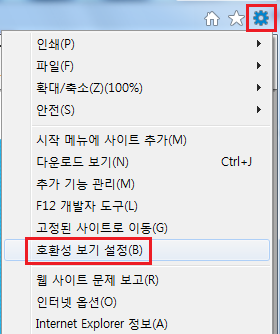 인쇄(P)
파일(F)
확대/축소(Z)(100%)
안전(S)
시작 메뉴에 사이트 추가(M)
다운로드 보기(N) Ctrl+J
추가 기능 관리(M)
F12 개발자 도구(L)
고정된 사이트로 이동(G)
호환성 보기 설정(B)
웹 사이트 문제 보고(R)
인터넷 옵션(O)
Internet Explorer 정보(A)